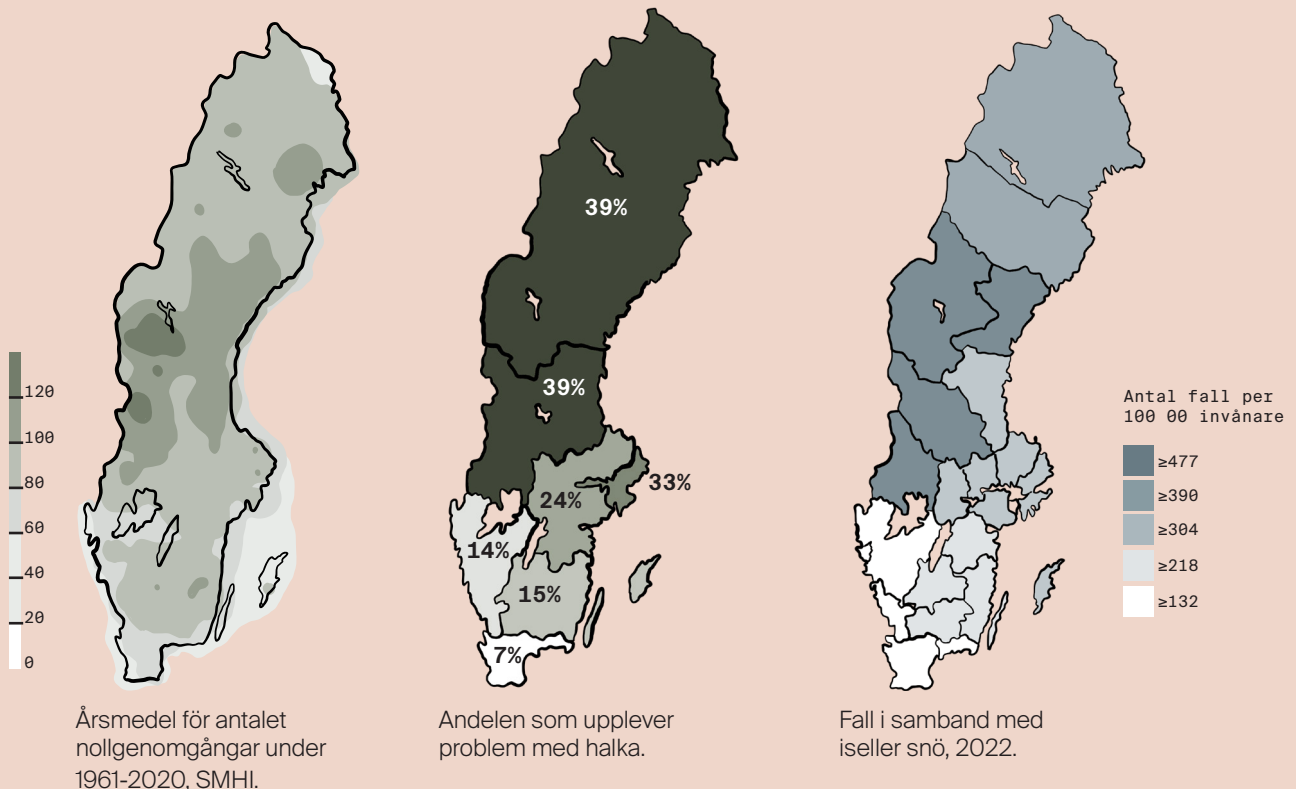 120
100
80
60
40
20
0
Årsmedel för antalet
nollgenomgångar under
1961-2020, SMHI.
39%
39%
33%
24%
14%
15%
7%
Andelen som upplever
problem med halka.
Antal fall per
100 00 invånare
≥477
≥390
≥304
≥218
≥132
Fall i samband med
iseller snö, 2022.